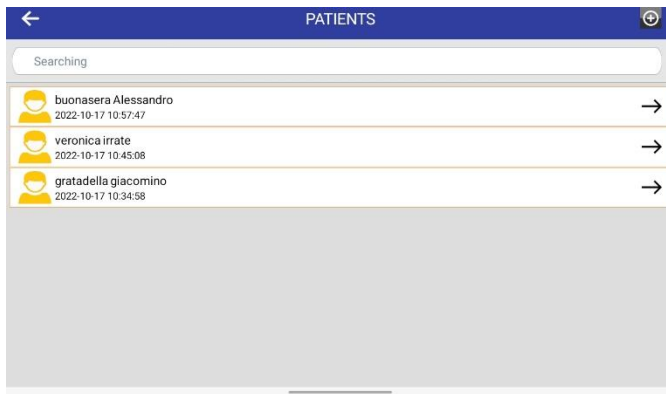 PATIENTS
Searching
buonasera Alessandro
2022-10-17 10:57:47
veronica irrate
2022-10-17 10:45:08
gratadella giacomino
2022-10-17 10:34:58